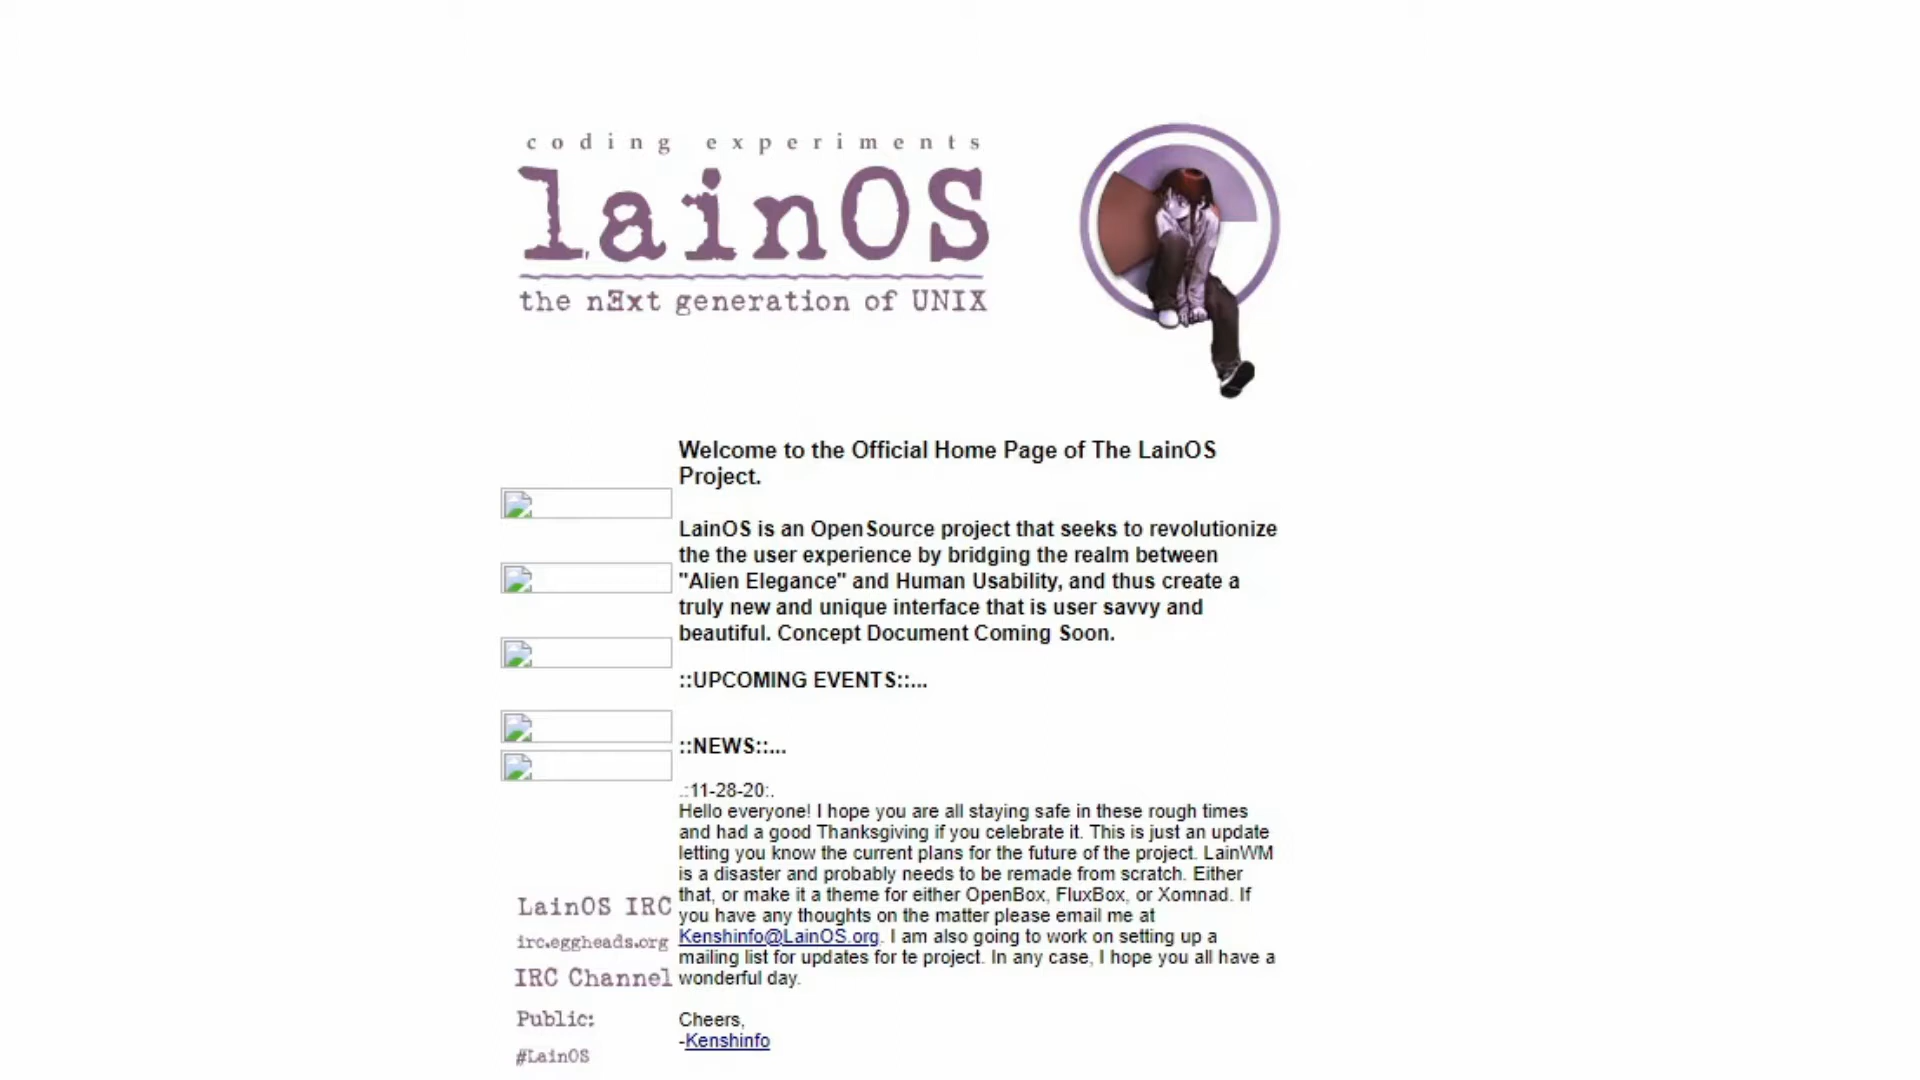 coding experiments
lainOS
the nƎxt generation of UNIX
Welcome to the Official Home Page of The LainOS
Project.
LainOS is an OpenSource project that seeks to revolutionize
the the user experience by bridging the realm between
"Alien Elegance" and Human Usability, and thus create a
truly new and unique interface that is user savvy and
beautiful. Concept Document Coming Soon.
::UPCOMING EVENTS::...
::NEWS::...
.:11-28-20:.
Hello everyone! I hope you are all staying safe in these rough times
and had a good Thanksgiving if you celebrate it. This is just an update
letting you know the current plans for the future of the project. LainWM
is a disaster and probably needs to be remade from scratch. Either
that, or make it a theme for either OpenBox, FluxBox, or Xomnad. If
you have any thoughts on the matter please email me at
Kenshinfo@LainOS.org. I am also going to work on setting up a
mailing list for updates for te project. In any case, I hope you all have a
wonderful day.
Cheers,
-Kenshinfo
LainOS IRC
irc.eggheads.org
IRC Channel
Public:
#LainOS